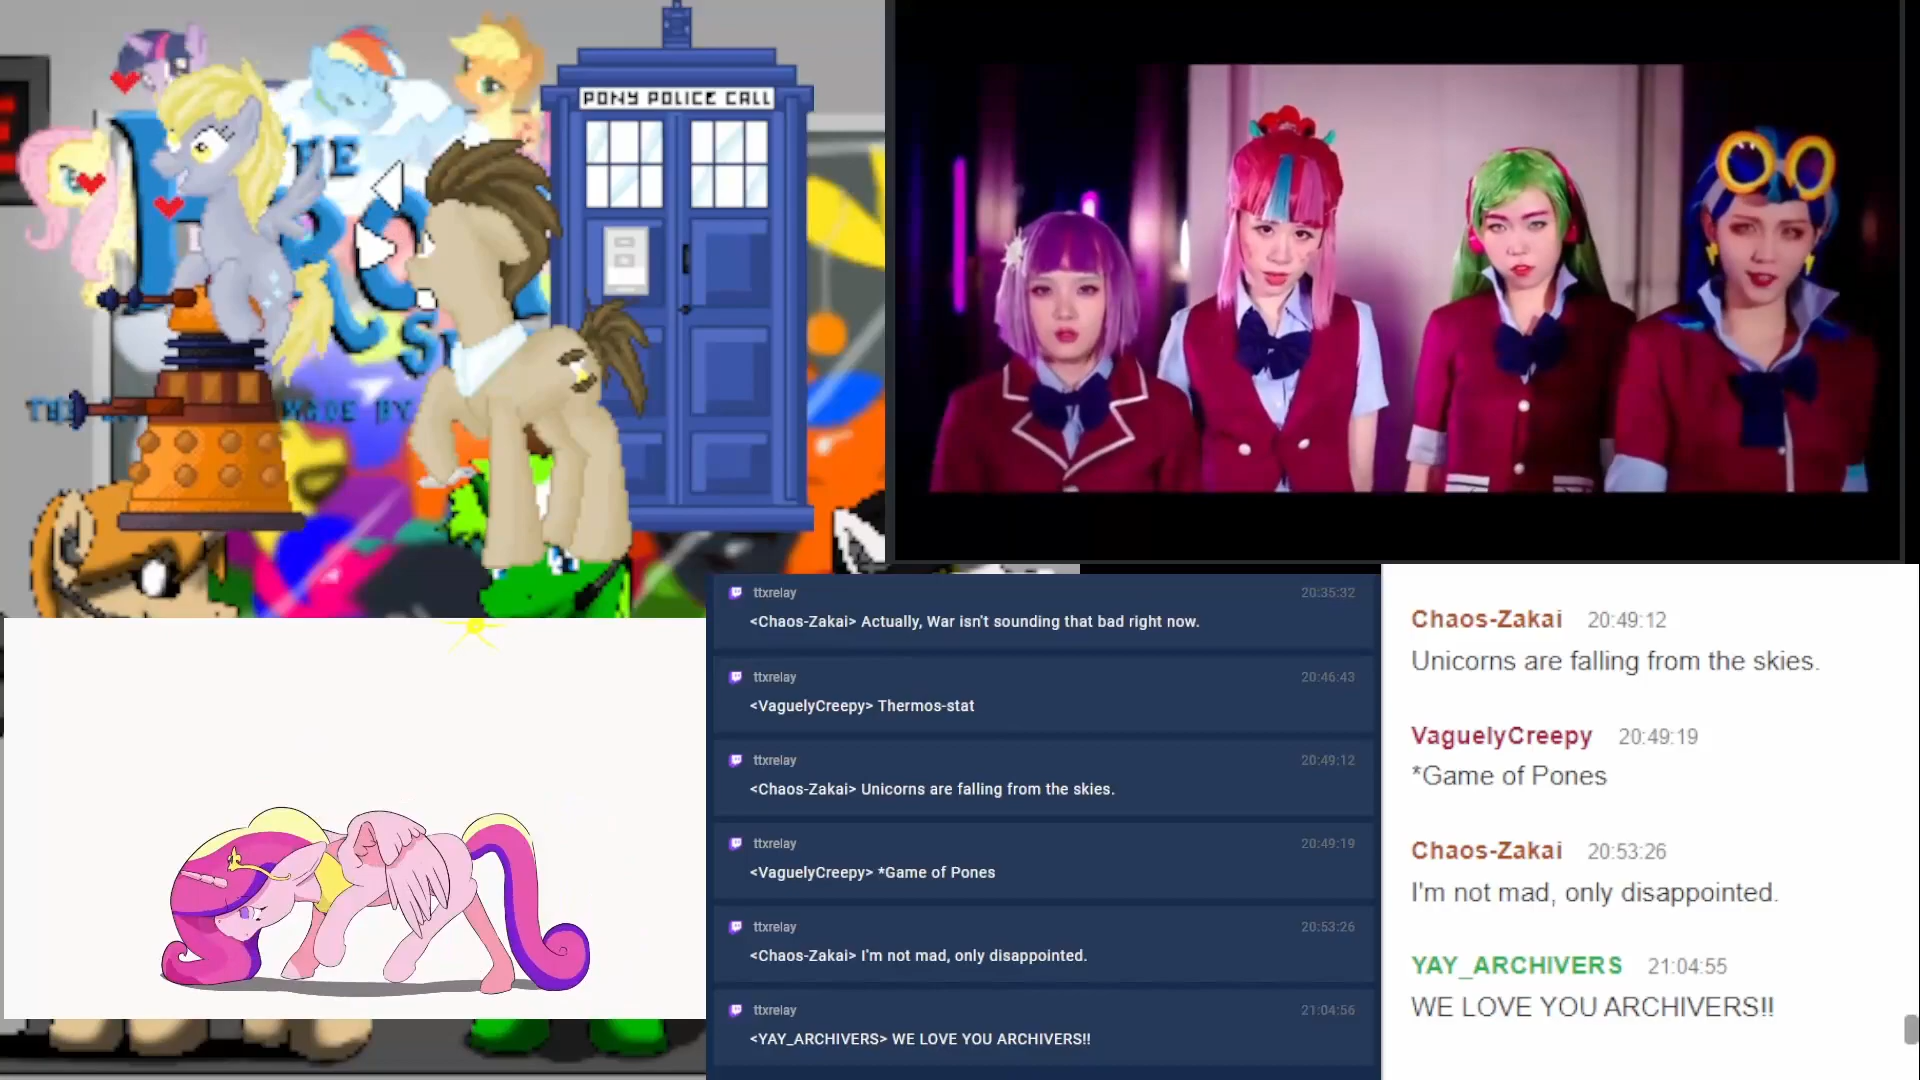 PONY POLICE CALL
THE
MADE BY
ttxrelay 20:35:32
<Chaos-Zakai> Actually, War isn't sounding that bad right now.
ttxrelay 20:46:43
<VaguelyCreepy> Thermos-stat
ttxrelay 20:49:12
<Chaos-Zakai> Unicorns are falling from the skies.
ttxrelay 20:49:19
<VaguelyCreepy> *Game of Pones
ttxrelay 20:53:26
<Chaos-Zakai> I'm not mad, only disappointed.
ttxrelay 21:04:56
<YAY_ARCHIVERS> WE LOVE YOU ARCHIVERS!!
Chaos-Zakai 20:49:12
Unicorns are falling from the skies.
VaguelyCreepy 20:49:19
*Game of Pones
Chaos-Zakai 20:53:26
I'm not mad, only disappointed.
YAY_ARCHIVERS 21:04:55
WE LOVE YOU ARCHIVERS!!